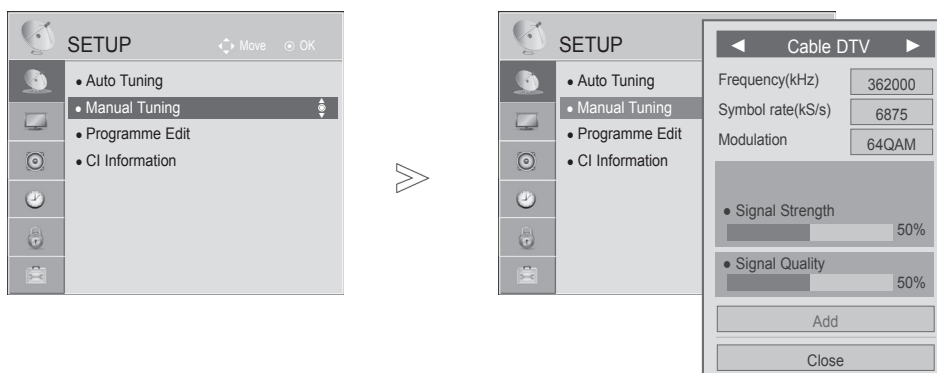 SETUP
Move OK
• Auto Tuning
• Manual Tuning
• Programme Edit
• CI Information
SETUP
• Auto Tuning
• Manual Tuning
• Programme Edit
• CI Information
◄ Cable DTV ►
Frequency(kHz) 362000
Symbol rate(kS/s) 6875
Modulation 64QAM
• Signal Strength
50%
• Signal Quality
50%
Add
Close